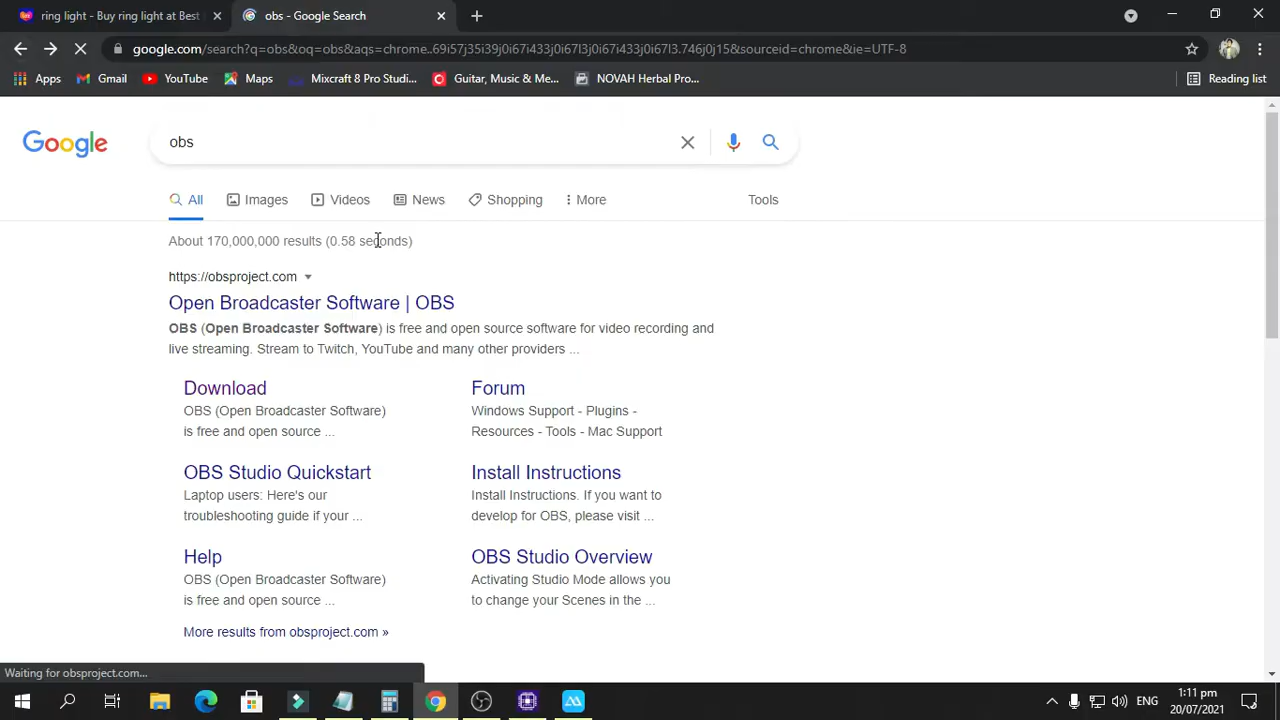 ring light - Buy ring light at Best
obs - Google Search
google.com/search?q=obs&oq=obs&aqs=chrome..69i57j35i39j0i67i433j0i67l3j0i67i433j0i67l3.746j0j15&sourceid=chrome&ie=UTF-8
Apps
Gmail
YouTube
Maps
Mixcraft 8 Pro Studi...
Guitar, Music & Me...
NOVAH Herbal Pro...
Reading list
Google
obs
All
Images
Videos
News
Shopping
More
Tools
About 170,000,000 results (0.58 seconds)
https://obsproject.com
Open Broadcaster Software | OBS
OBS (Open Broadcaster Software) is free and open source software for video recording and
live streaming. Stream to Twitch, YouTube and many other providers ...
Download
OBS (Open Broadcaster Software)
is free and open source ...
Forum
Windows Support - Plugins -
Resources - Tools - Mac Support
OBS Studio Quickstart
Laptop users: Here's our
troubleshooting guide if your ...
Install Instructions
Install Instructions. If you want to
develop for OBS, please visit ...
Help
OBS (Open Broadcaster Software)
is free and open source ...
OBS Studio Overview
Activating Studio Mode allows you
to change your Scenes in the ...
More results from obsproject.com »
Waiting for obsproject.com...
ENG
1:11 pm
20/07/2021